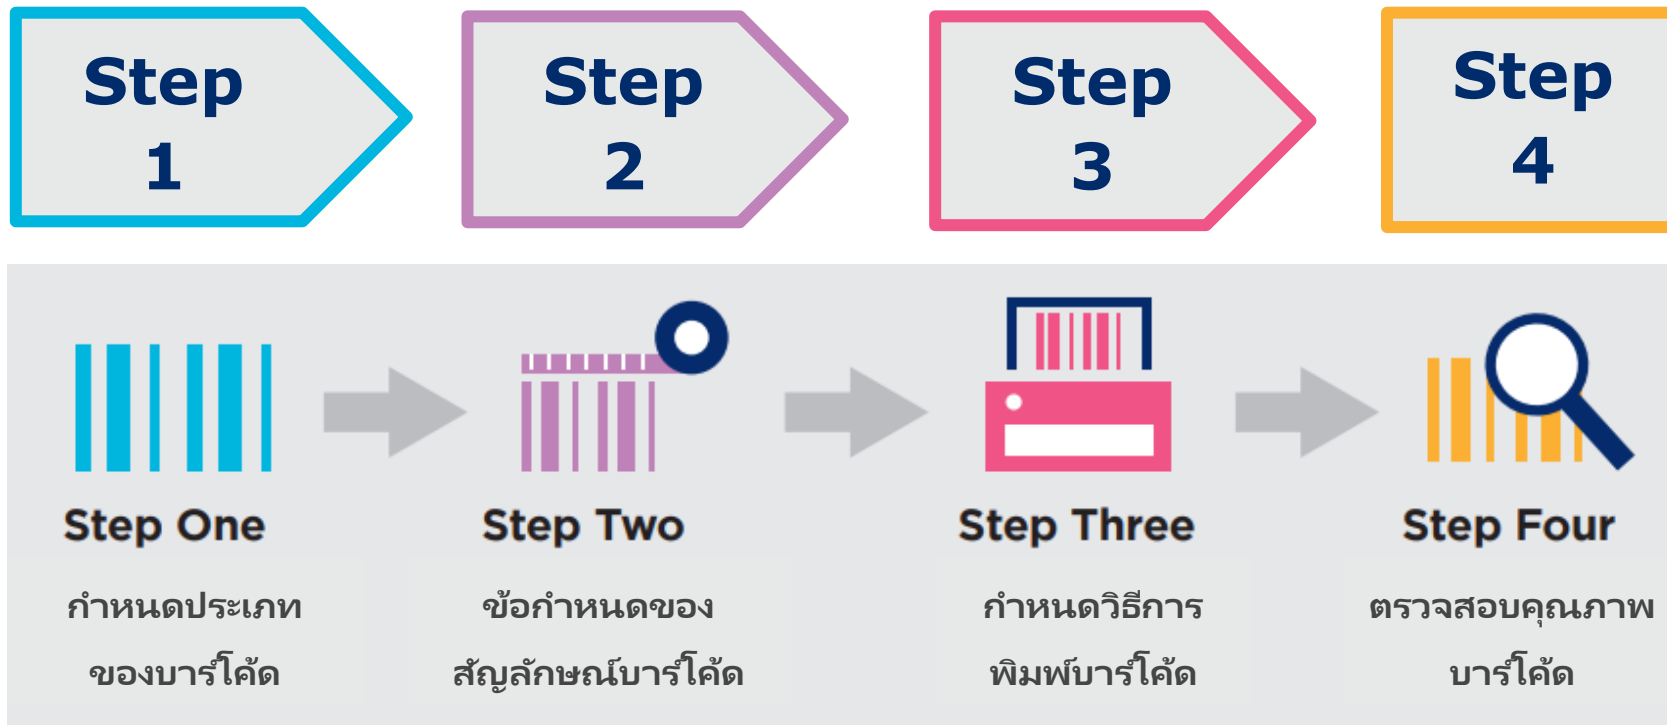 Step
1
Step
2
Step
3
Step
4
Step One
กำหนดประเภท
ของบาร์โค้ด
Step Two
ข้อกำหนดของ
สัญลักษณ์บาร์โค้ด
Step Three
กำหนดวิธีการ
พิมพ์บาร์โค้ด
Step Four
ตรวจสอบคุณภาพ
บาร์โค้ด